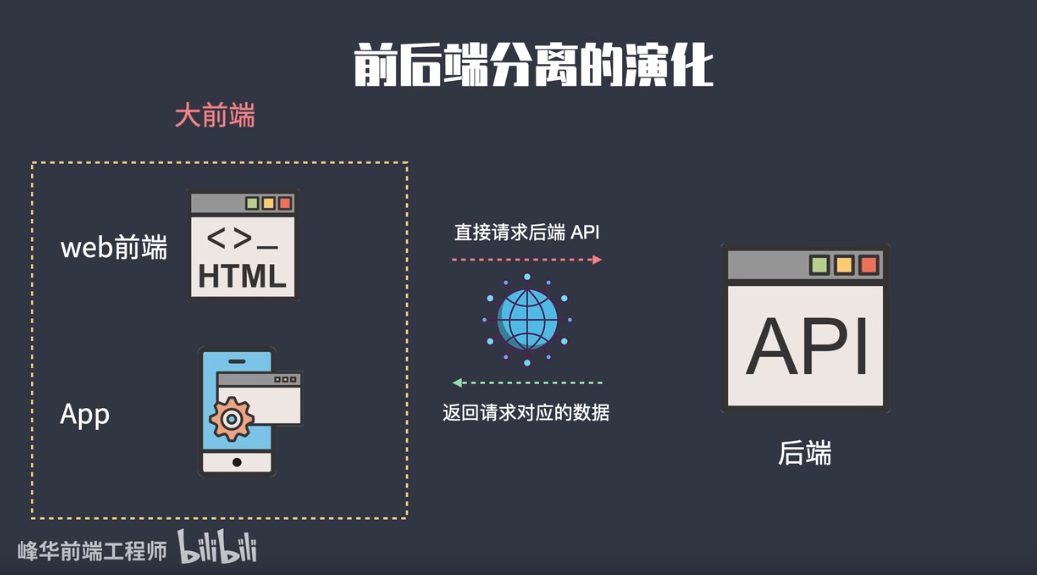 前后端分离的演化
大前端
web前端
<>_
HTML
App
直接请求后端 API
返回请求对应的数据
API
后端
峰华前端工程师 bilibili